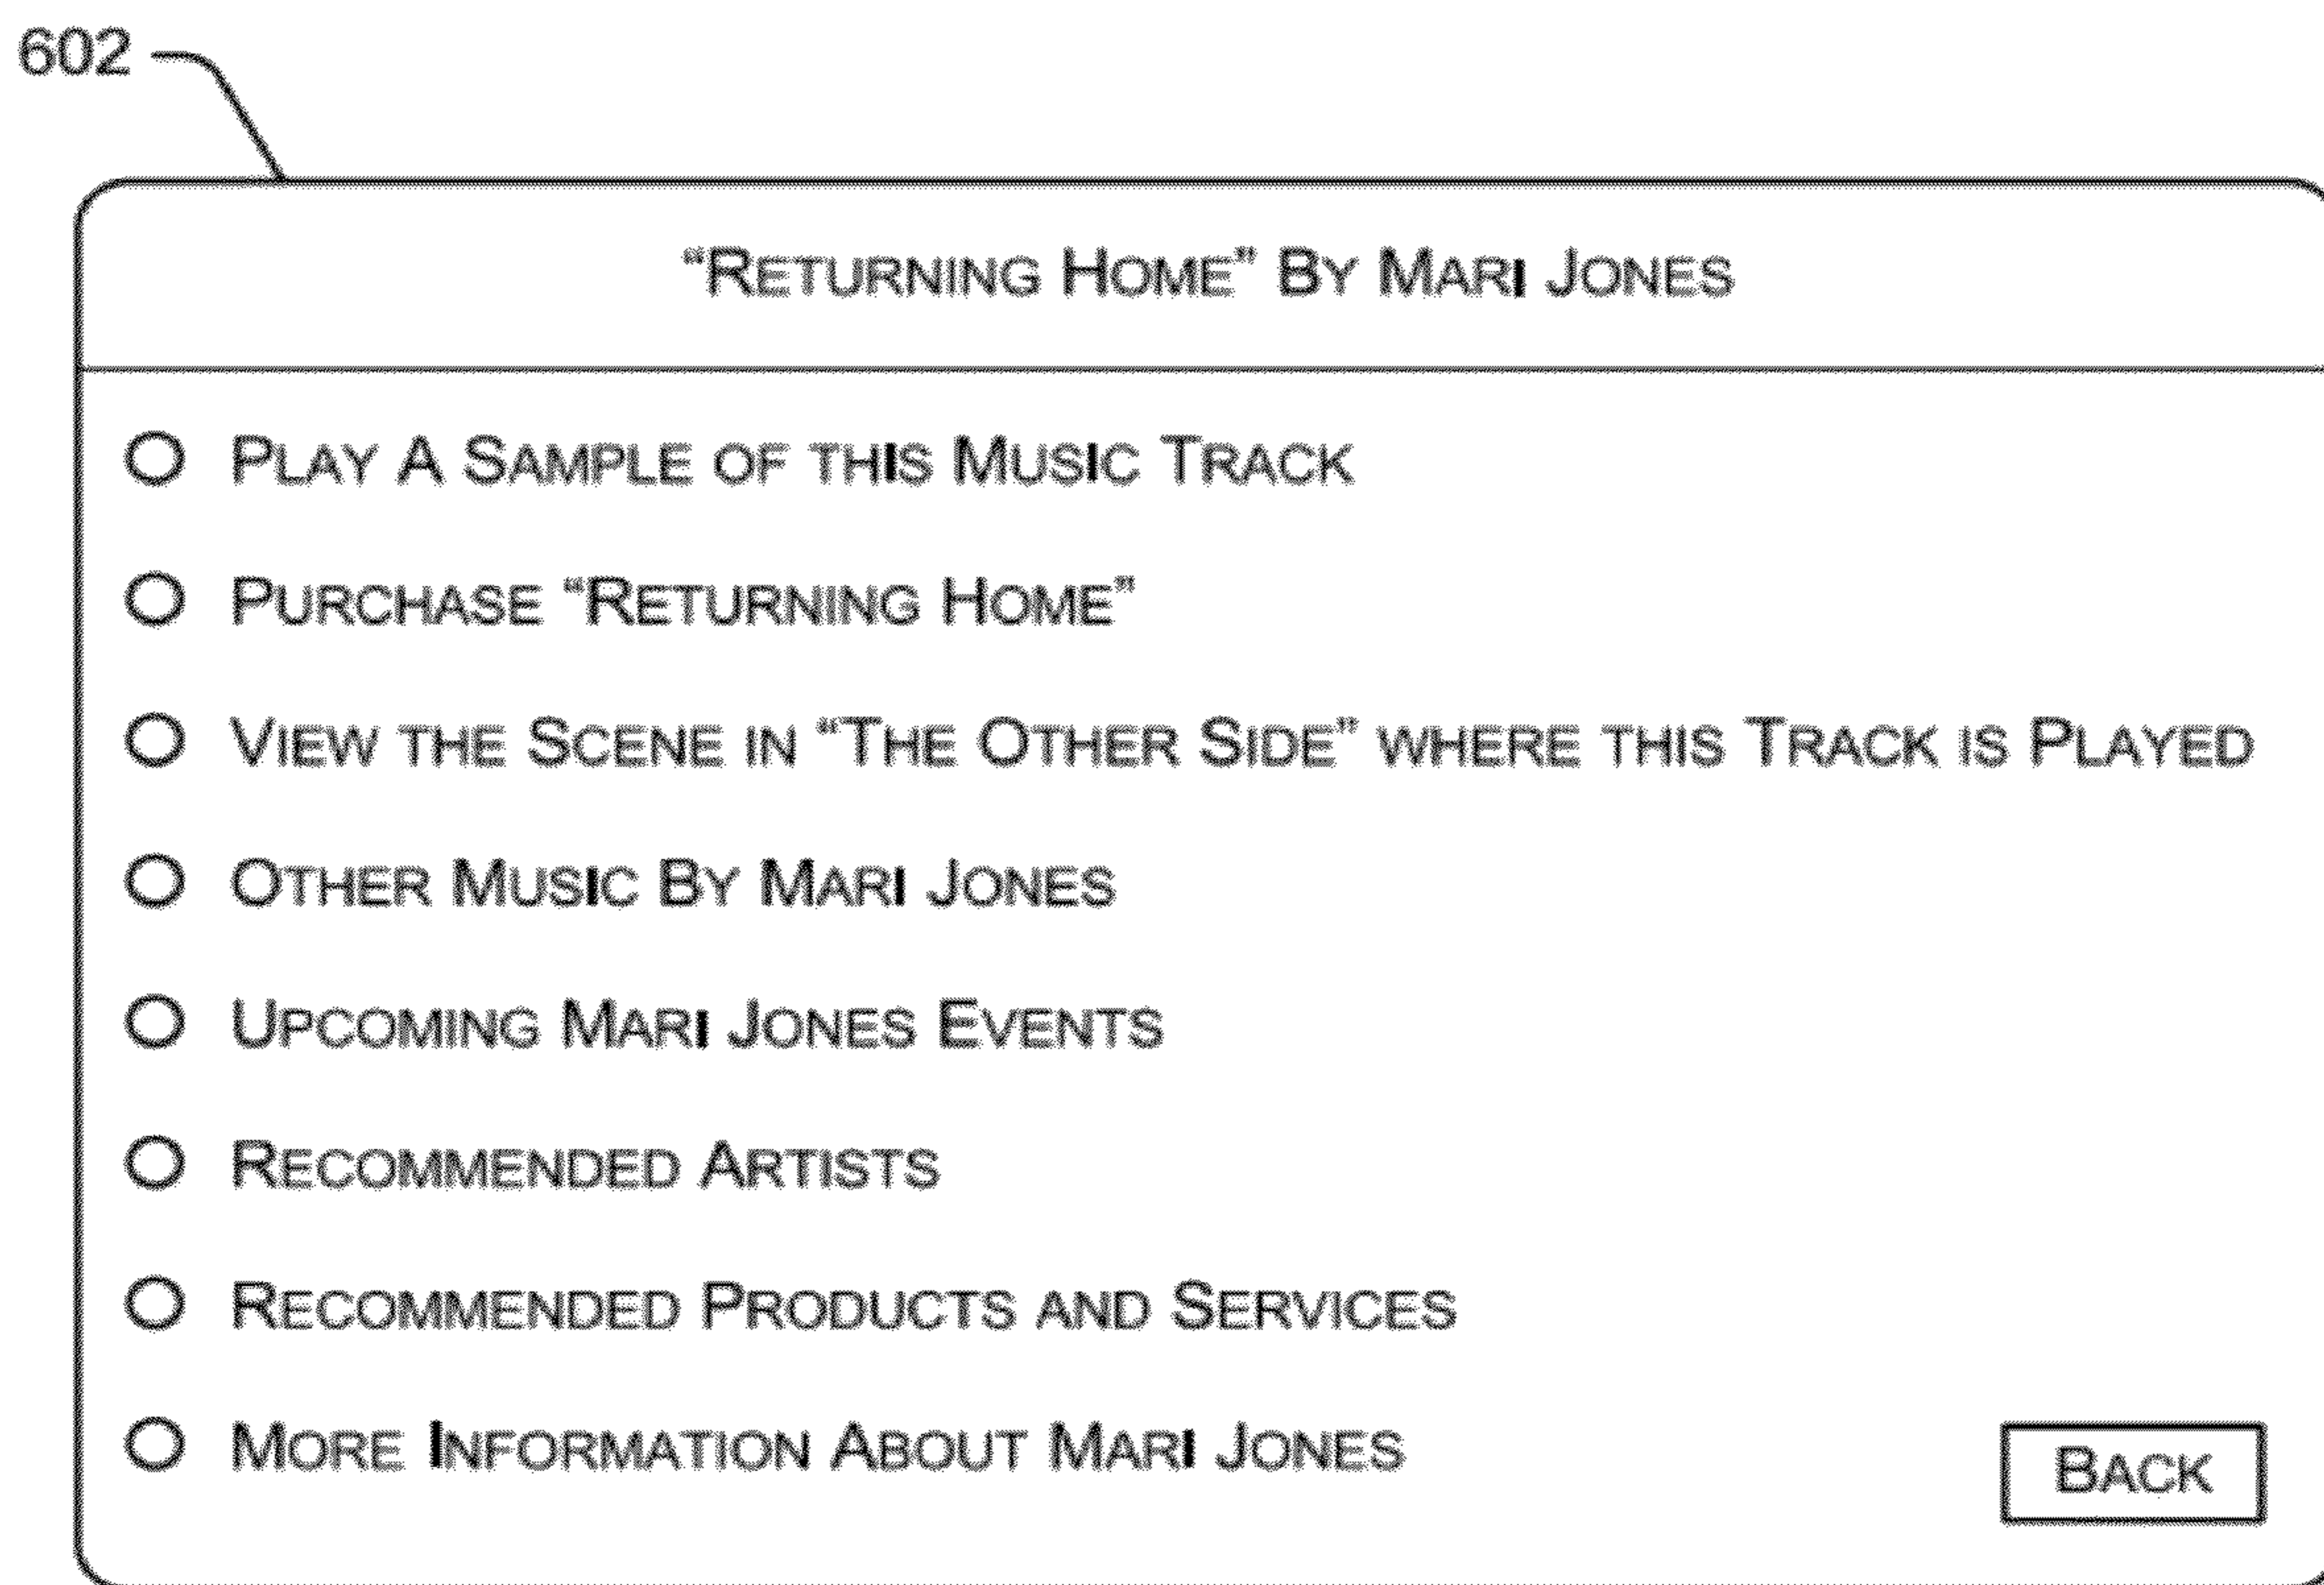 602
“Returning Home” By Mari Jones
Play A Sample of this Music Track
Purchase “Returning Home”
View the Scene in “The Other Side” where this Track is Played
Other Music By Mari Jones
Upcoming Mari Jones Events
Recommended Artists
Recommended Products and Services
More Information About Mari Jones
Back